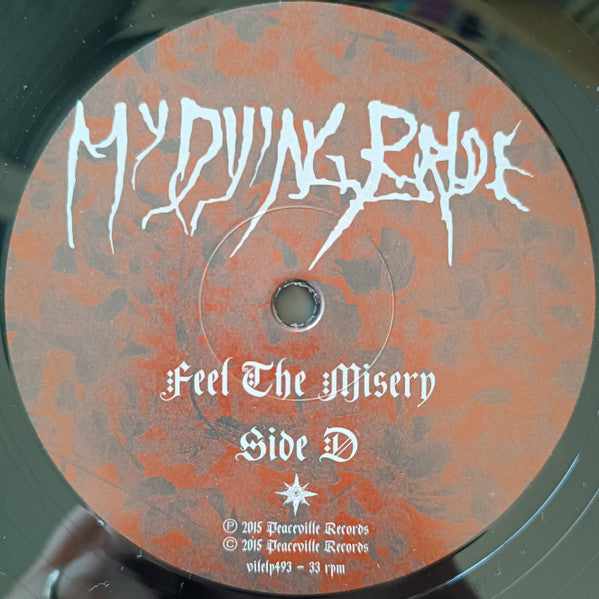 My Dying Bride
Feel The Misery
Side D
℗ 2015 Peaceville Records
© 2015 Peaceville Records
vilelp493 – 33 rpm